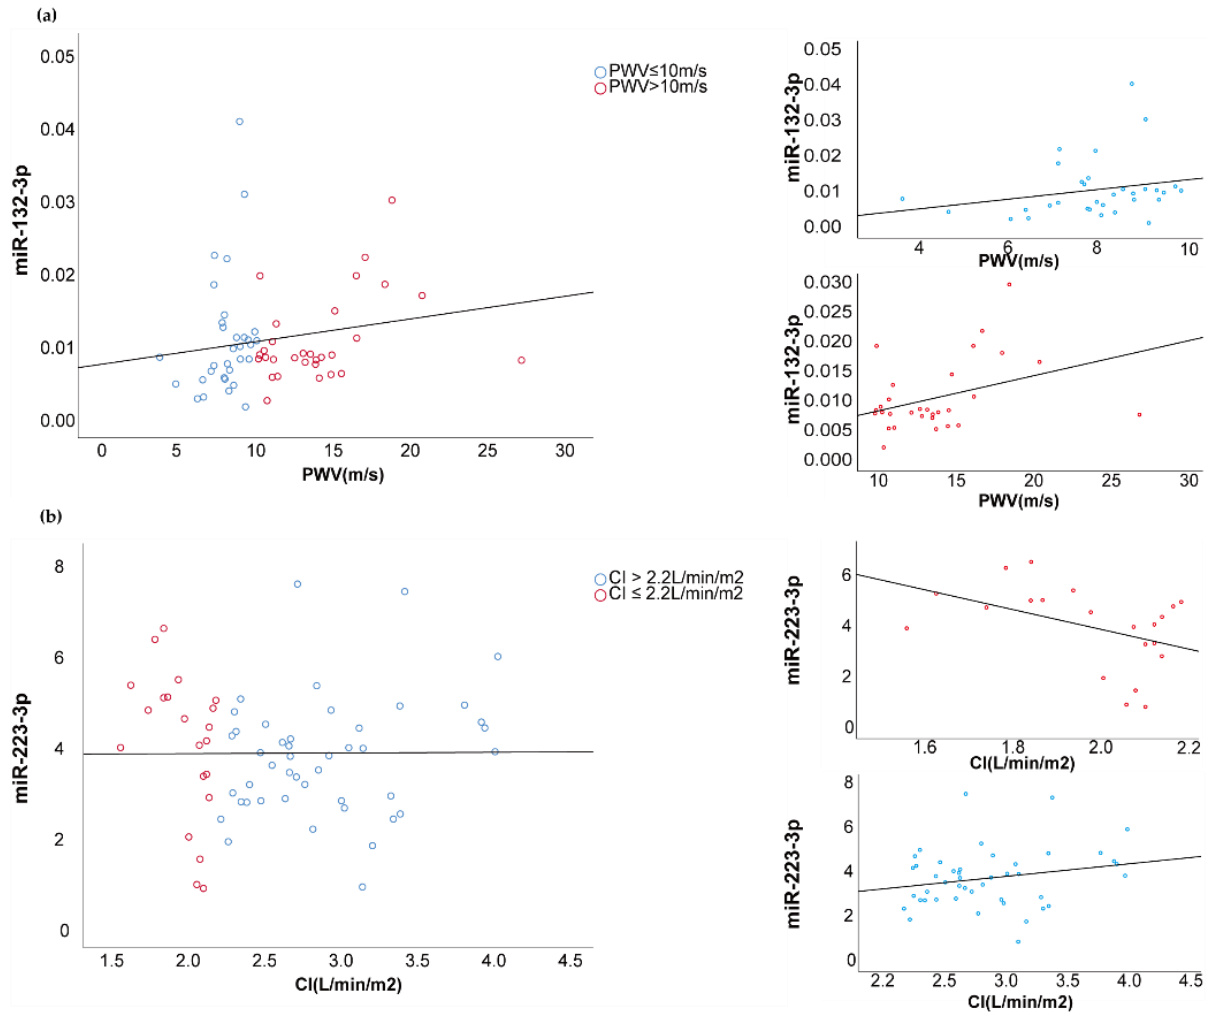 (a)
0.05
0.04
0.03
0.02
0.01
0.00
miR-132-3p
0 5 10 15 20 25 30
PWV(m/s)
PWV≤10m/s
PWV>10m/s
0.05
0.04
0.03
0.02
0.01
0.00
miR-132-3p
4 6 8 10
PWV(m/s)
0.030
0.025
0.020
0.015
0.010
0.005
0.000
miR-132-3p
10 15 20 25 30
PWV(m/s)
(b)
8
6
4
2
0
miR-223-3p
1.5 2.0 2.5 3.0 3.5 4.0 4.5
CI(L/min/m2)
CI > 2.2L/min/m2
CI ≤ 2.2L/min/m2
6
4
2
0
miR-223-3p
1.6 1.8 2.0 2.2
CI(L/min/m2)
8
6
4
2
0
miR-223-3p
2.2 2.5 3.0 3.5 4.0 4.5
CI(L/min/m2)